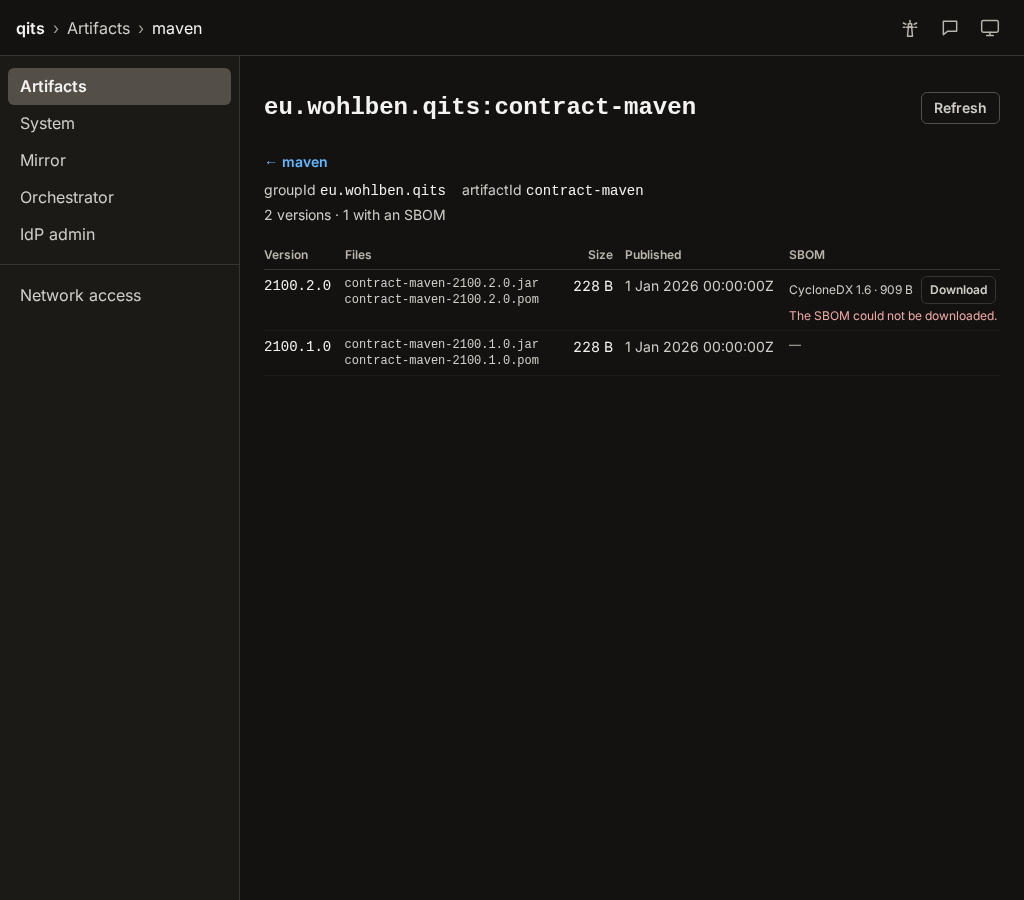 qits › Artifacts › maven
Artifacts
System
Mirror
Orchestrator
IdP admin
Network access
eu.wohlben.qits:contract-maven
Refresh
← maven
groupId eu.wohlben.qits artifactId contract-maven
2 versions · 1 with an SBOM
Version Files Size Published SBOM
2100.2.0 contract-maven-2100.2.0.jar 228 B 1 Jan 2026 00:00:00Z CycloneDX 1.6 · 909 B Download
contract-maven-2100.2.0.pom
The SBOM could not be downloaded.
2100.1.0 contract-maven-2100.1.0.jar 228 B 1 Jan 2026 00:00:00Z —
contract-maven-2100.1.0.pom